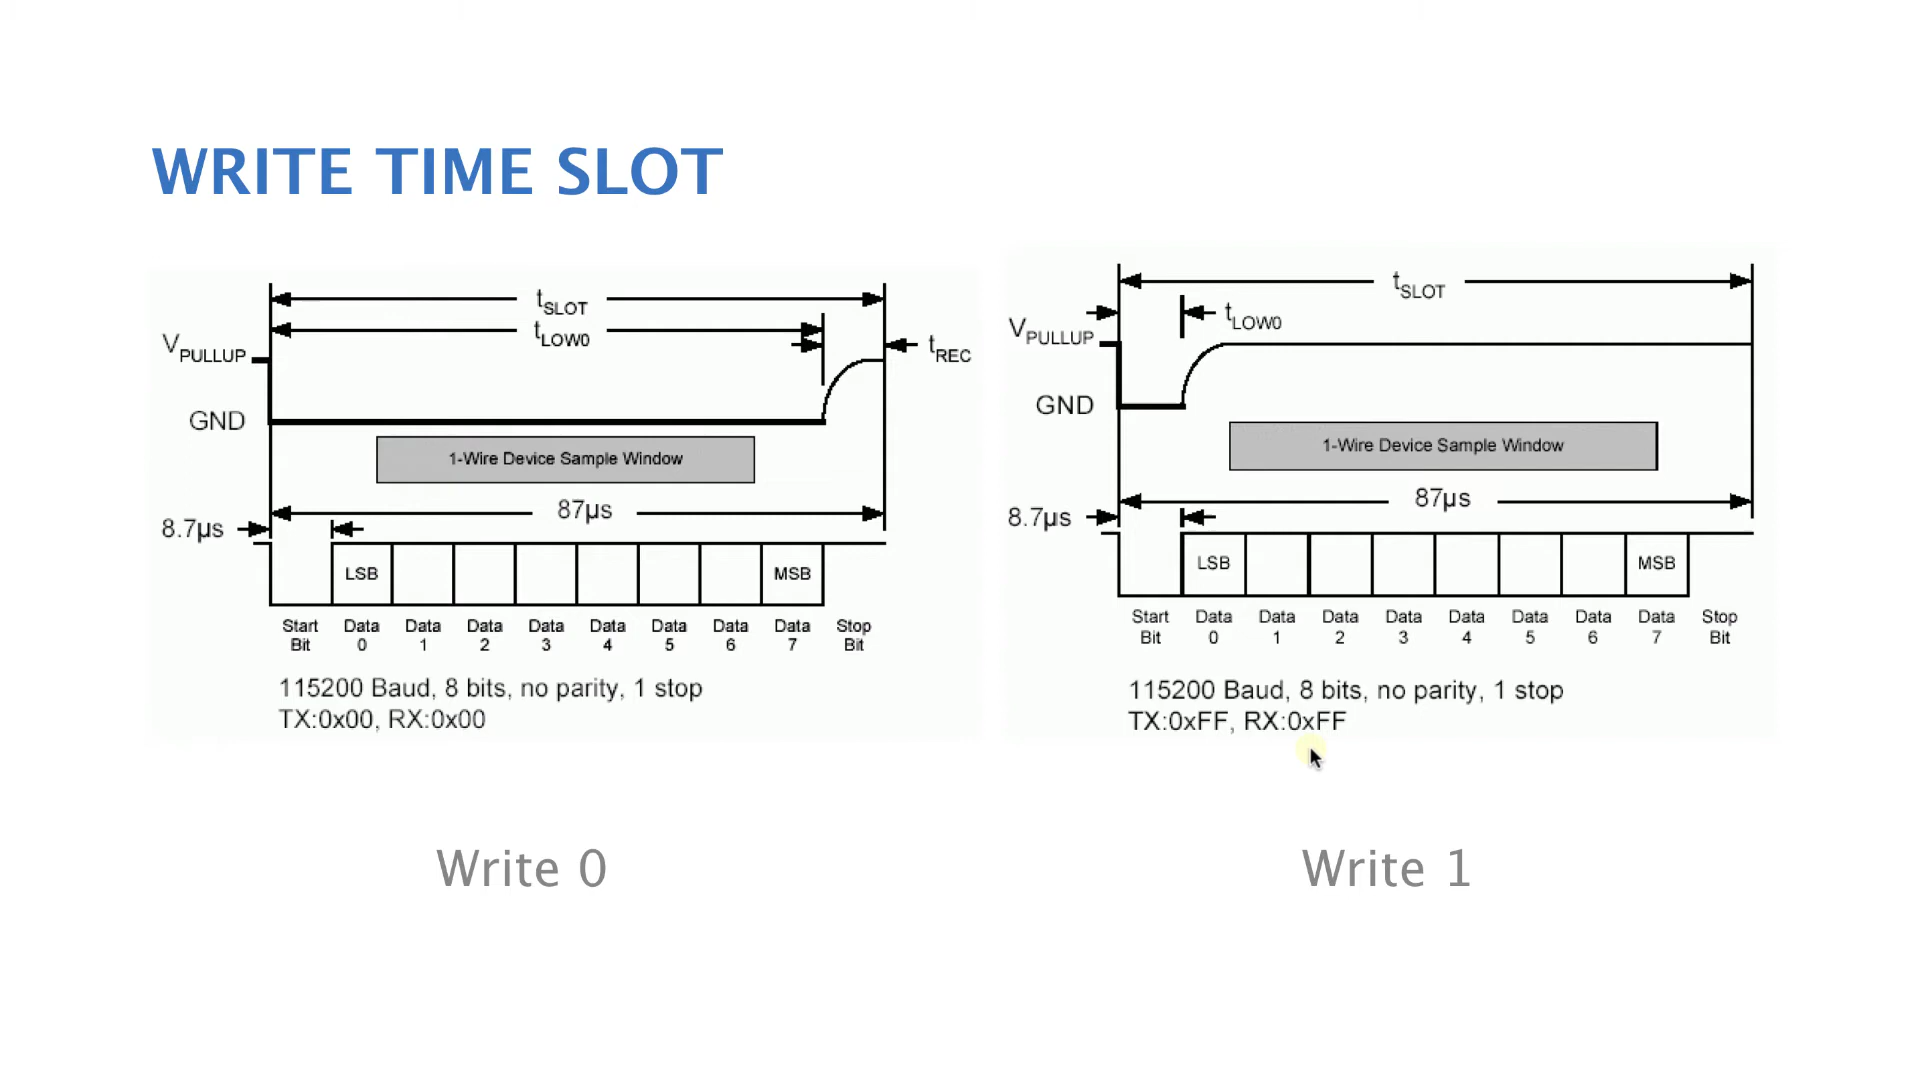 WRITE TIME SLOT
tSLOT
tLOW0
VPULLUP
tREC
GND
1-Wire Device Sample Window
87µs
8.7µs
LSB MSB
Start Data Data Data Data Data Data Data Data Stop
Bit 0 1 2 3 4 5 6 7 Bit
115200 Baud, 8 bits, no parity, 1 stop
TX:0x00, RX:0x00
Write 0
tSLOT
tLOW0
VPULLUP
GND
1-Wire Device Sample Window
87µs
8.7µs
LSB MSB
Start Data Data Data Data Data Data Data Data Stop
Bit 0 1 2 3 4 5 6 7 Bit
115200 Baud, 8 bits, no parity, 1 stop
TX:0xFF, RX:0xFF
Write 1